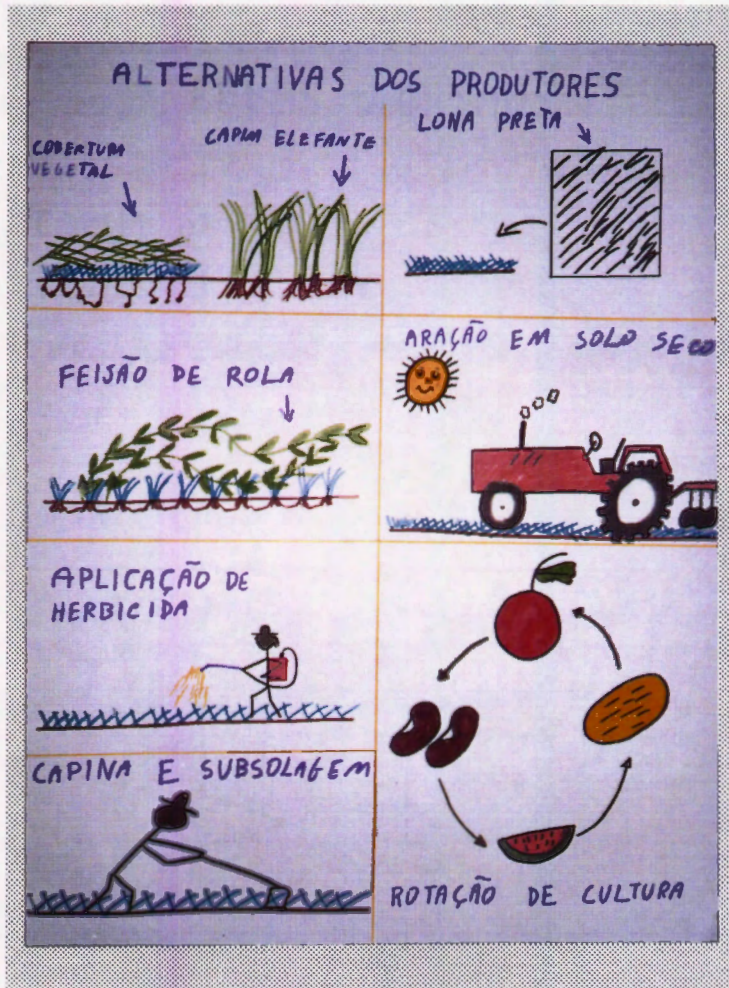 ALTERNATIVAS DOS PRODUTORES
COBERTURA
VEGETAL
CAPIM ELEFANTE
LONA PRETA
FEIJÃO DE ROLA
ARAÇÃO EM SOLO SECO
APLICAÇÃO DE
HERBICIDA
CAPINA E SUBSOLAGEM
ROTAÇÃO DE CULTURA